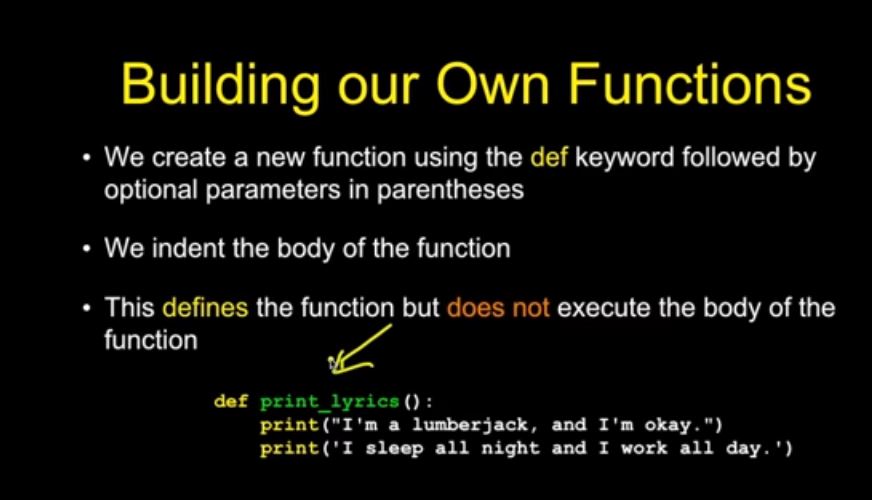 Building our Own Functions
• We create a new function using the def keyword followed by
optional parameters in parentheses
• We indent the body of the function
• This defines the function but does not execute the body of the
function
def print_lyrics():
    print("I'm a lumberjack, and I'm okay.")
    print('I sleep all night and I work all day.')